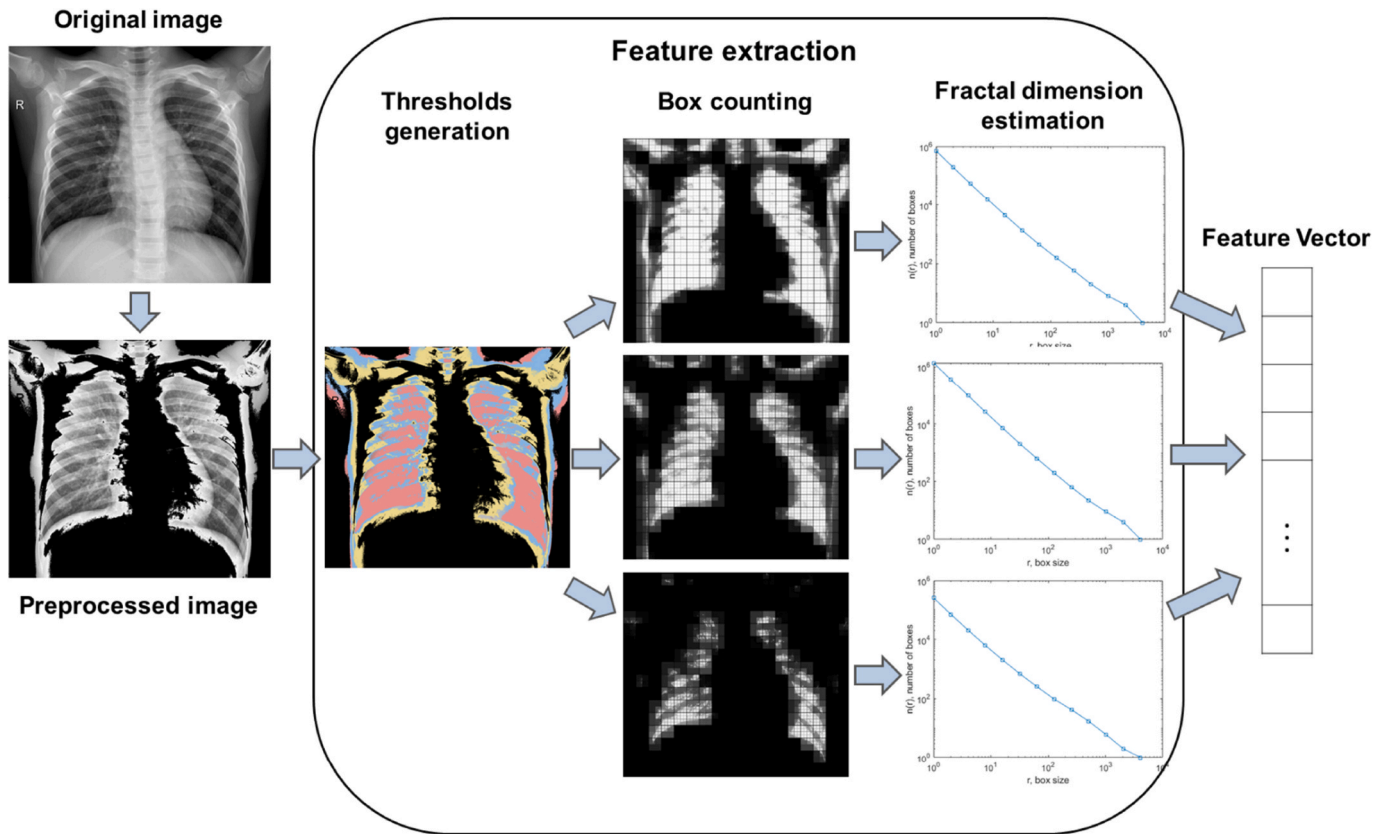 Original image
R
Preprocessed image
Feature extraction
Thresholds
generation
Box counting
Fractal dimension
estimation
n(r), number of boxes
10^6
10^4
10^2
10^0
10^0 10^1 10^2 10^3 10^4
r, box size
n(r), number of boxes
10^6
10^4
10^2
10^0
10^0 10^1 10^2 10^3 10^4
r, box size
n(r), number of boxes
10^6
10^4
10^2
10^0
10^0 10^1 10^2 10^3
r, box size
Feature Vector